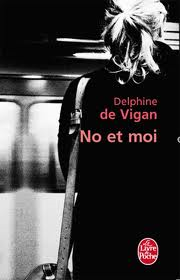 Delphine
de Vigan
No et moi
Le Livre
de Poche